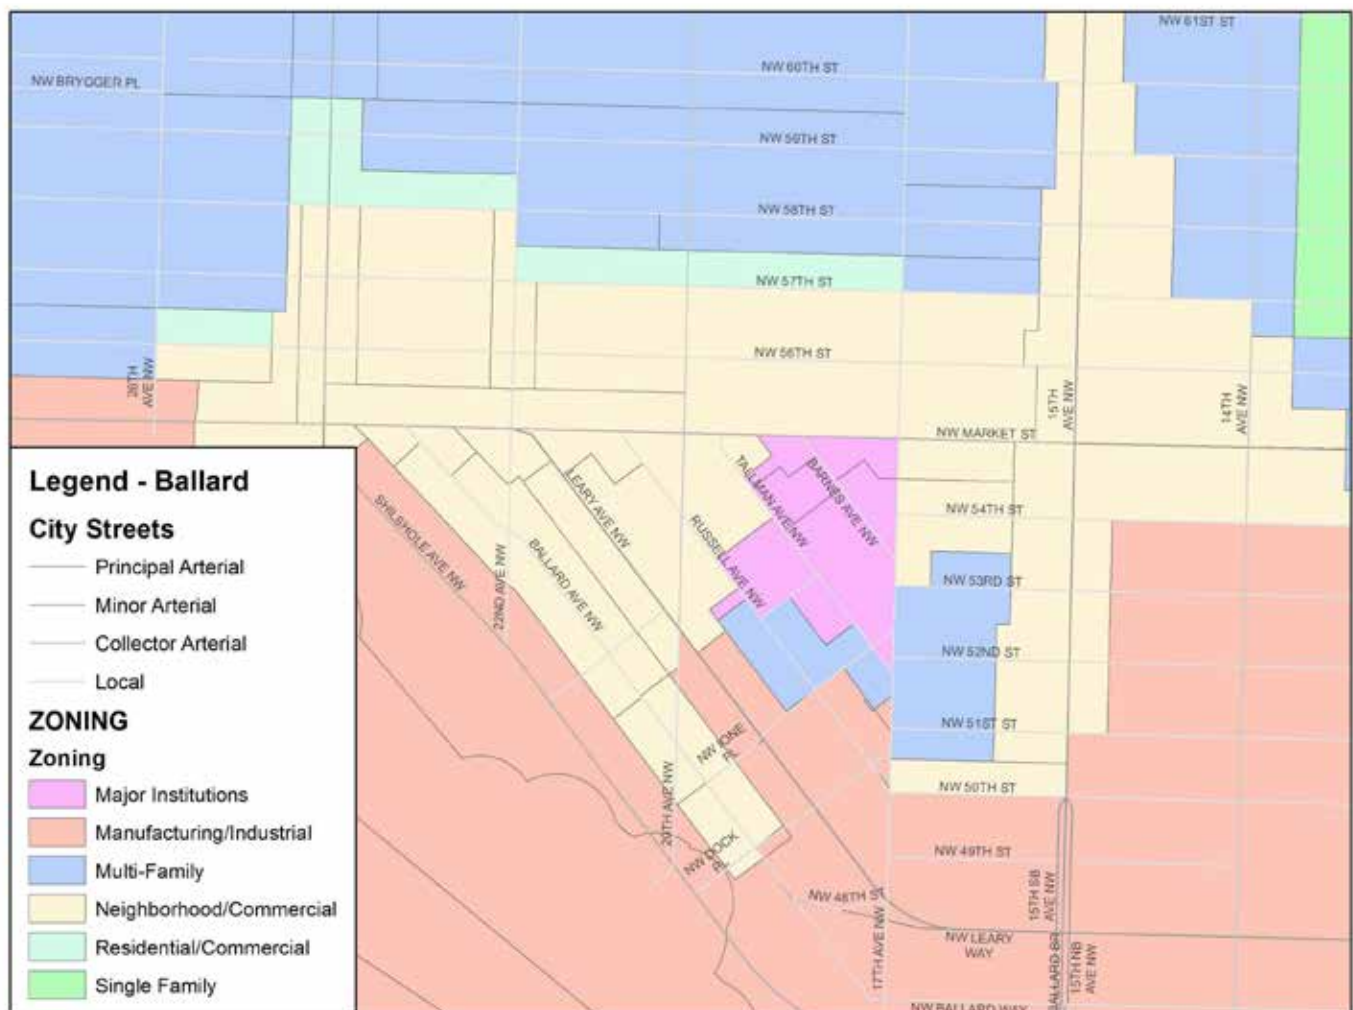 NW 61ST ST
NW 60TH ST
NW BRYGGER PL
NW 59TH ST
NW 58TH ST
NW 57TH ST
NW 56TH ST
26TH
AVE NW
15TH
AVE NW
14TH
AVE NW
NW MARKET ST
TALLMAN AVE NW
BARNES AVE NW
LEARY AVE NW
SHILSHOLE AVE NW
NW 54TH ST
RUSSELL AVE NW
BALLARD AVE NW
22ND AVE NW
NW 53RD ST
NW 52ND ST
NW 51ST ST
NW IONE
PL
NW 50TH ST
20TH AVE NW
NW DOCK
PL
NW 49TH ST
NW 48TH ST
15TH SB
AVE NW
17TH AVE NW
NW LEARY
WAY
BALLARD BR
15TH NB
AVE NW
NW BALLARD WAY
Legend - Ballard
City Streets
Principal Arterial
Minor Arterial
Collector Arterial
Local
ZONING
Zoning
Major Institutions
Manufacturing/Industrial
Multi-Family
Neighborhood/Commercial
Residential/Commercial
Single Family